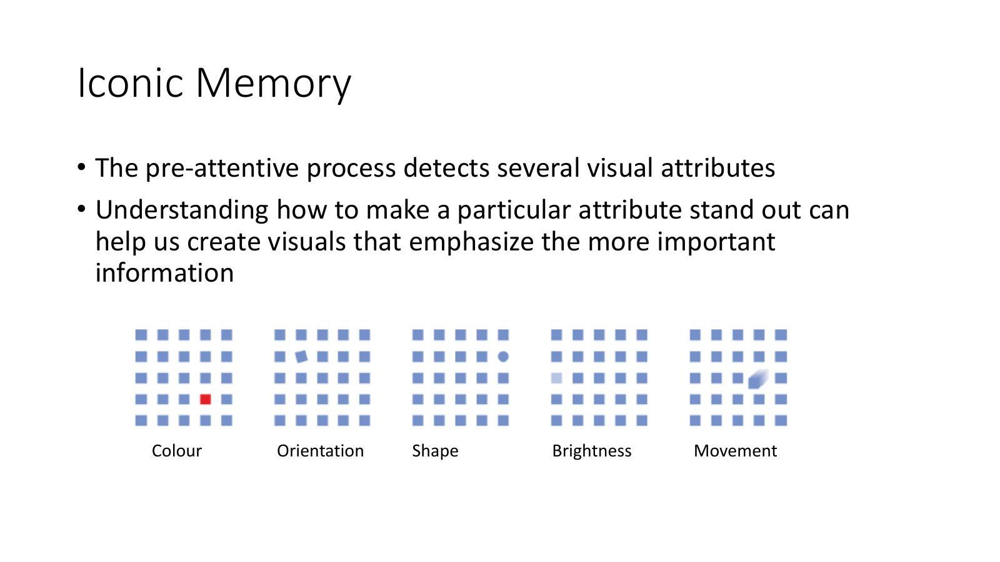 Iconic Memory
• The pre-attentive process detects several visual attributes
• Understanding how to make a particular attribute stand out can
help us create visuals that emphasize the more important
information
Colour Orientation Shape Brightness Movement